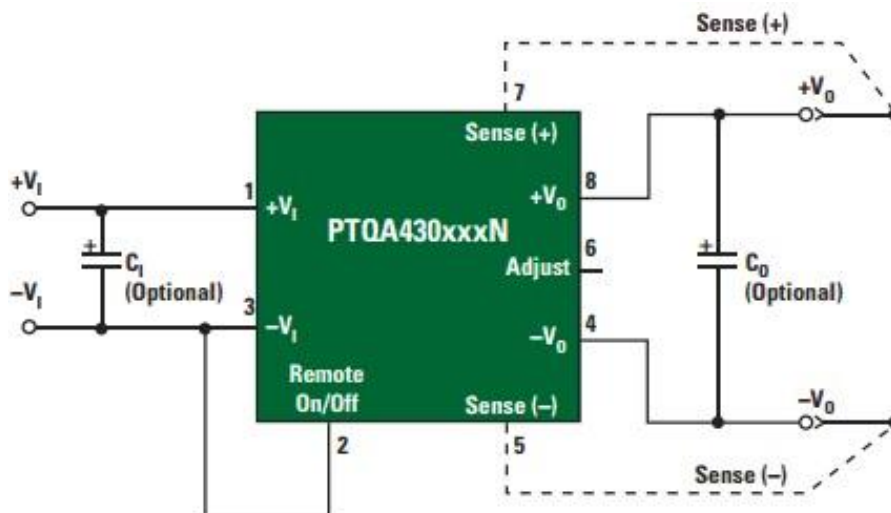 Sense (+)
7
+Vₒ
Sense (+)
+Vᵢ
1
8
+Vᵢ
+Vₒ
PTQA430xxxN
+
Cᵢ
(Optional)
6
Adjust
+
Cₒ
(Optional)
–Vᵢ
3
4
–Vᵢ
–Vₒ
Remote
On/Off
Sense (–)
–Vₒ
2
5
Sense (–)